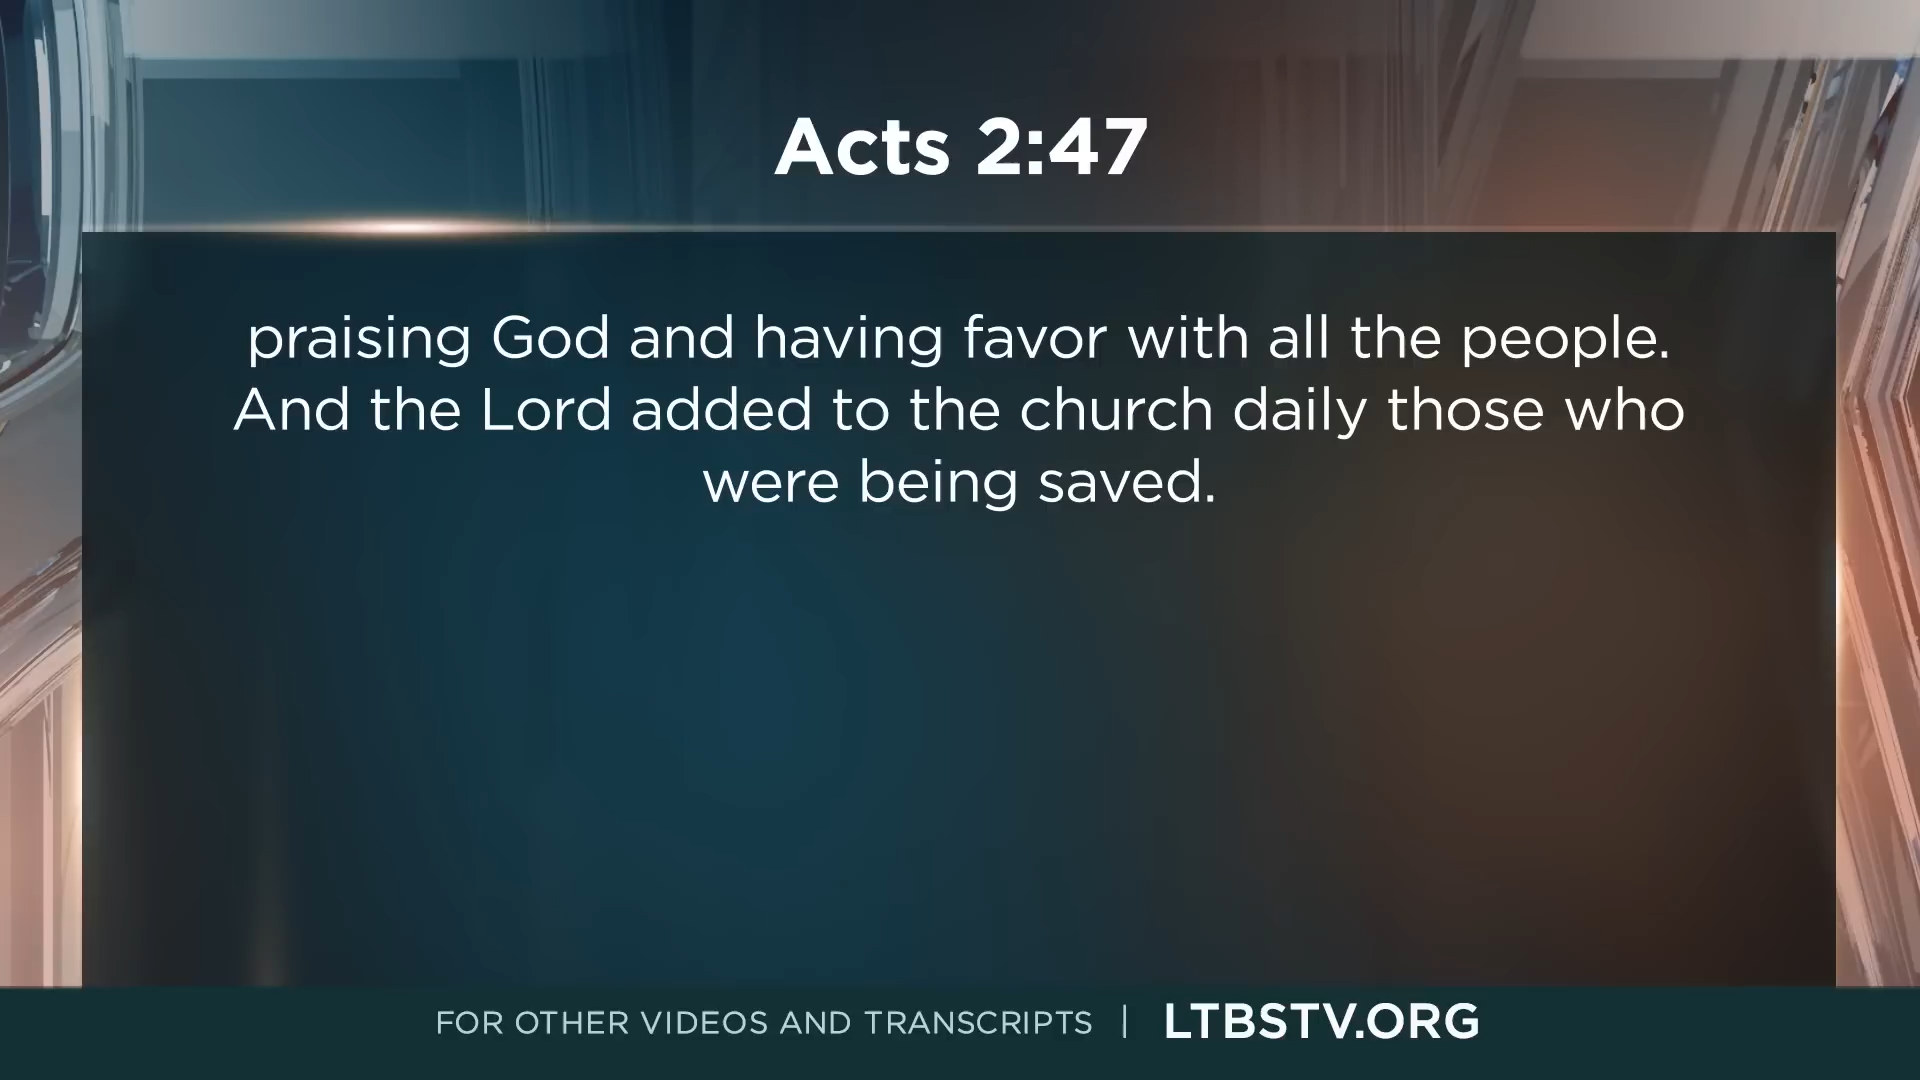 Acts 2:47
praising God and having favor with all the people.
And the Lord added to the church daily those who
were being saved.
FOR OTHER VIDEOS AND TRANSCRIPTS | LTBSTV.ORG